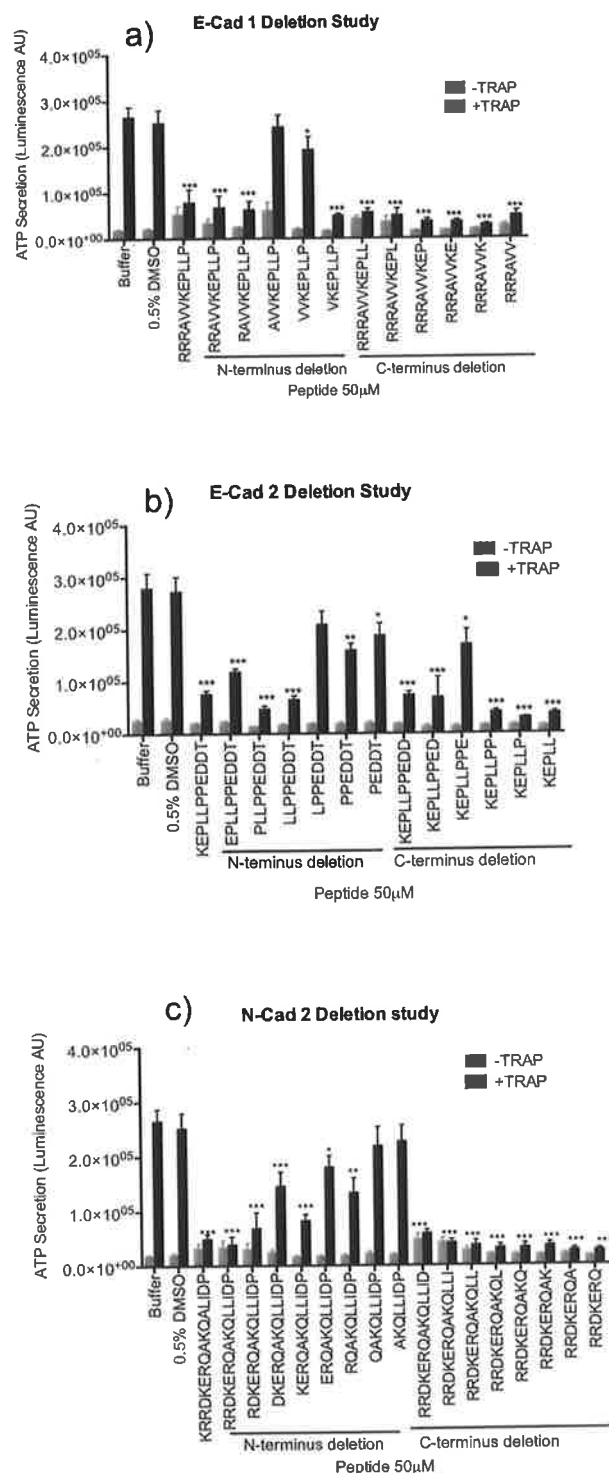 a)
E-Cad 1 Deletion Study
ATP Secretion (Luminescence AU)
4.0×10⁰⁵
3.0×10⁰⁵
2.0×10⁰⁵
1.0×10⁰⁵
0.0×10⁺⁰⁰
-TRAP
+TRAP
*** *** *** * *** *** *** *** *** *** ***
Buffer
0.5% DMSO
RRRAVVKEPLLP
RRAVVKEPLLP
RAVVKEPLLP
AVVKEPLLP
VVKEPLLP
VKEPLLP
RRRAVVKEPLL
RRRAVVKEPL
RRRAVVKEP
RRRAVVKE
RRRAVVK
RRRAVV
N-terminus deletion
C-terminus deletion
Peptide 50μM
b)
E-Cad 2 Deletion Study
ATP Secretion (Luminescence AU)
4.0×10⁰⁵
3.0×10⁰⁵
2.0×10⁰⁵
1.0×10⁰⁵
0.0×10⁺⁰⁰
-TRAP
+TRAP
*** *** *** *** ** * *** *** * *** *** ***
Buffer
0.5% DMSO
KEPLLPPEDDT
EPLLPPEDDT
PLLPPEDDT
LLPPEDDT
LPPEDDT
PPEDDT
PEDDT
KEPLLPPEDD
KEPLLPPED
KEPLLPPE
KEPLLPP
KEPLLP
KEPLL
N-teminus deletion
C-terminus deletion
Peptide 50μM
c)
N-Cad 2 Deletion study
ATP Secretion (Luminescence AU)
4.0×10⁰⁵
3.0×10⁰⁵
2.0×10⁰⁵
1.0×10⁰⁵
0.0×10⁺⁰⁰
-TRAP
+TRAP
*** *** *** *** *** * ** *** *** *** *** *** *** *** **
Buffer
0.5% DMSO
KRRDKERQAKQALIDP
RRDKERQAKQLLIDP
RDKERQAKQLLIDP
DKERQAKQLLIDP
KERQAKQLLIDP
ERQAKQLLIDP
RQAKQLLIDP
QAKQLLIDP
AKQLLIDP
RRDKERQAKQLLID
RRDKERQAKQLLI
RRDKERQAKQLL
RRDKERQAKQL
RRDKERQAKQ
RRDKERQAK
RRDKERQA
RRDKERQ
N-terminus deletion
C-terminus deletion
Peptide 50μM